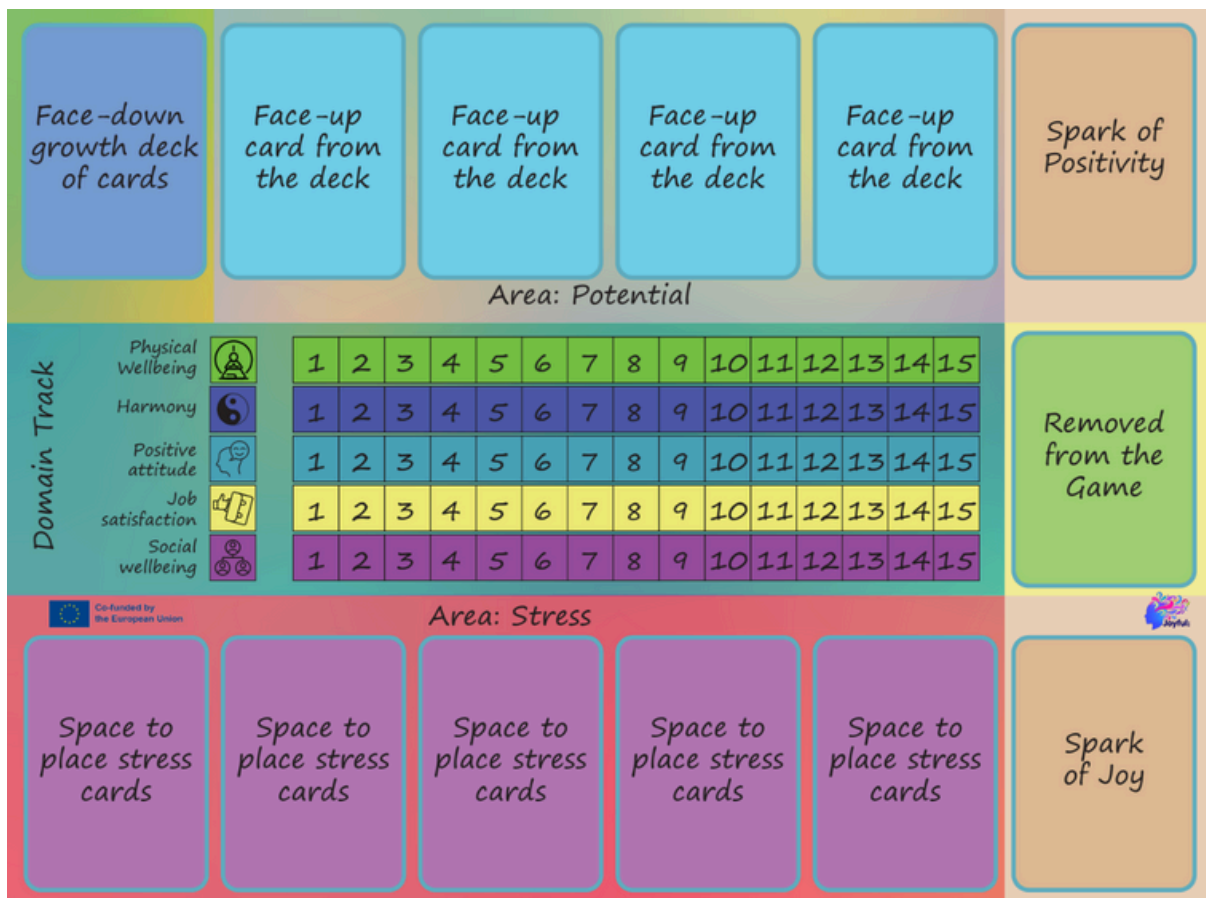 Face-down
growth deck
of cards
Face-up
card from
the deck
Face-up
card from
the deck
Face-up
card from
the deck
Face-up
card from
the deck
Spark of
Positivity
Area: Potential
Domain Track
Physical
Wellbeing
1 2 3 4 5 6 7 8 9 10 11 12 13 14 15
Harmony
1 2 3 4 5 6 7 8 9 10 11 12 13 14 15
Positive
attitude
1 2 3 4 5 6 7 8 9 10 11 12 13 14 15
Job
satisfaction
1 2 3 4 5 6 7 8 9 10 11 12 13 14 15
Social
wellbeing
1 2 3 4 5 6 7 8 9 10 11 12 13 14 15
Removed
from the
Game
Co-funded by
the European Union
Area: Stress
Joyful
Space to
place stress
cards
Space to
place stress
cards
Space to
place stress
cards
Space to
place stress
cards
Space to
place stress
cards
Spark
of Joy